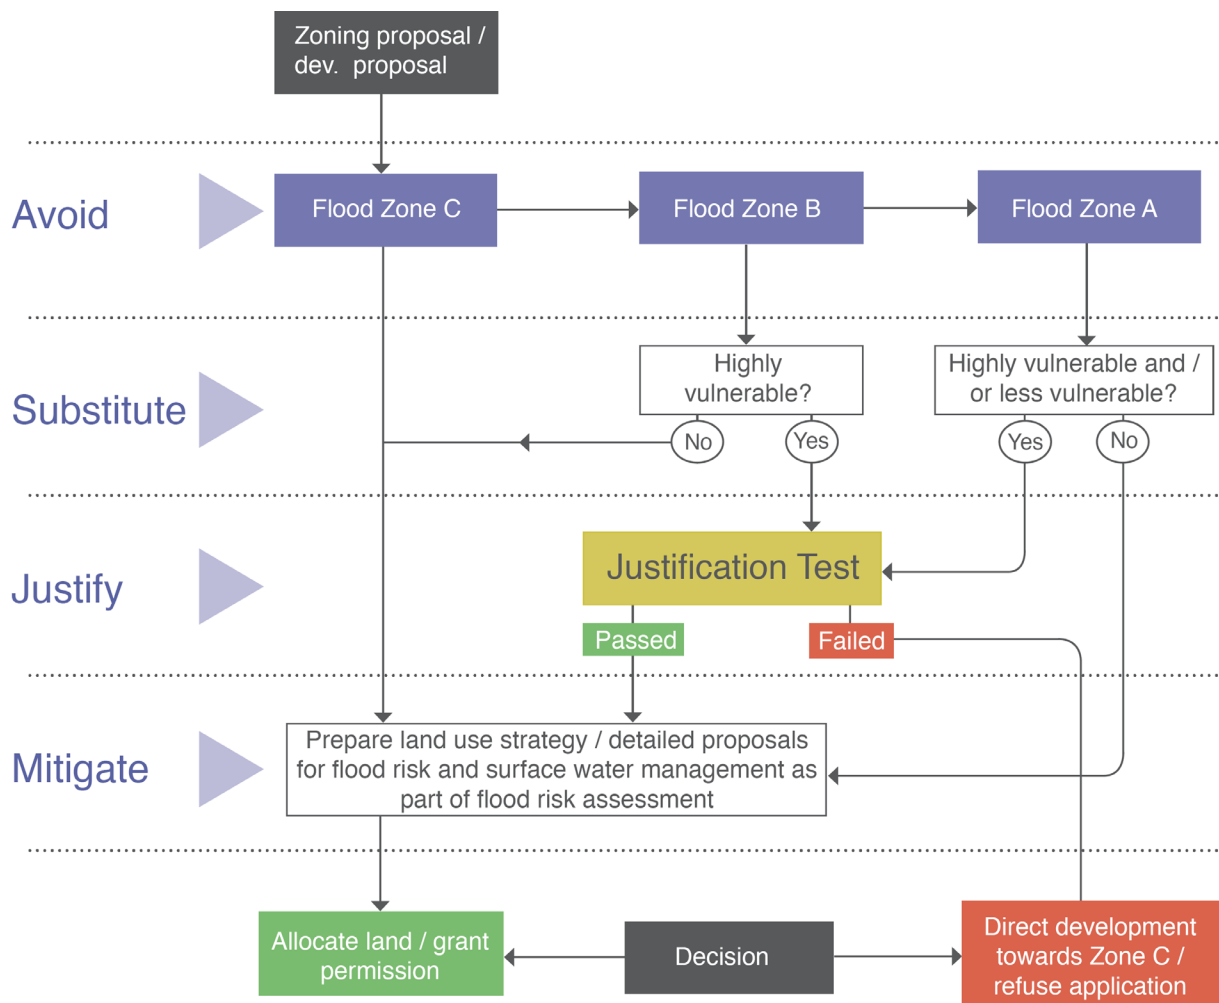 Zoning proposal /
dev. proposal
Avoid
Flood Zone C
Flood Zone B
Flood Zone A
Substitute
Highly
vulnerable?
Highly vulnerable and /
or less vulnerable?
No
Yes
Yes
No
Justify
Justification Test
Passed
Failed
Mitigate
Prepare land use strategy / detailed proposals
for flood risk and surface water management as
part of flood risk assessment
Allocate land / grant
permission
Decision
Direct development
towards Zone C /
refuse application